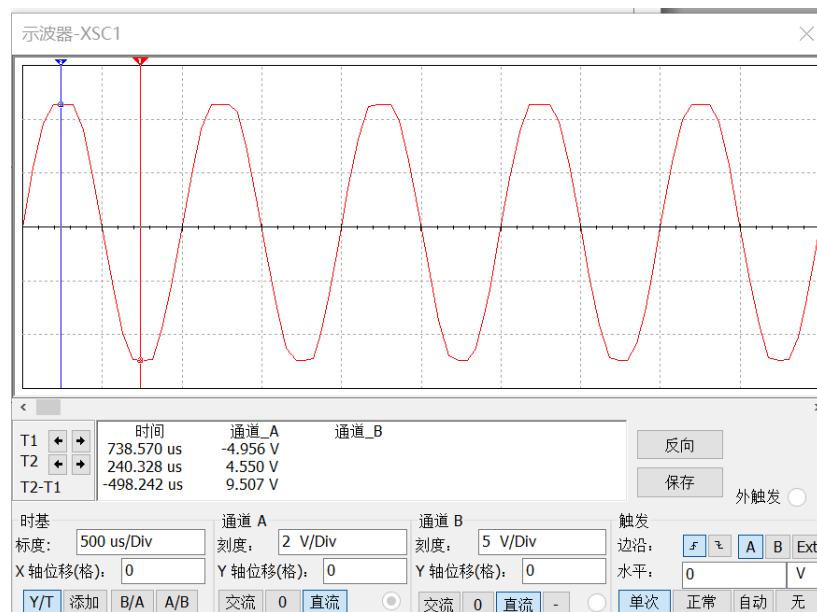 示波器-XSC1
时间 通道_A 通道_B
T1 738.570 us -4.956 V
T2 240.328 us 4.550 V
T2-T1 -498.242 us 9.507 V
反向
保存
外触发
时基 通道 A 通道 B 触发
标度: 500 us/Div 刻度: 2 V/Div 刻度: 5 V/Div 边沿: A B Ext
X 轴位移(格): 0 Y 轴位移(格): 0 Y 轴位移(格): 0 水平: 0 V
Y/T 添加 B/A A/B 交流 0 直流 交流 0 直流 - 单次 正常 自动 无